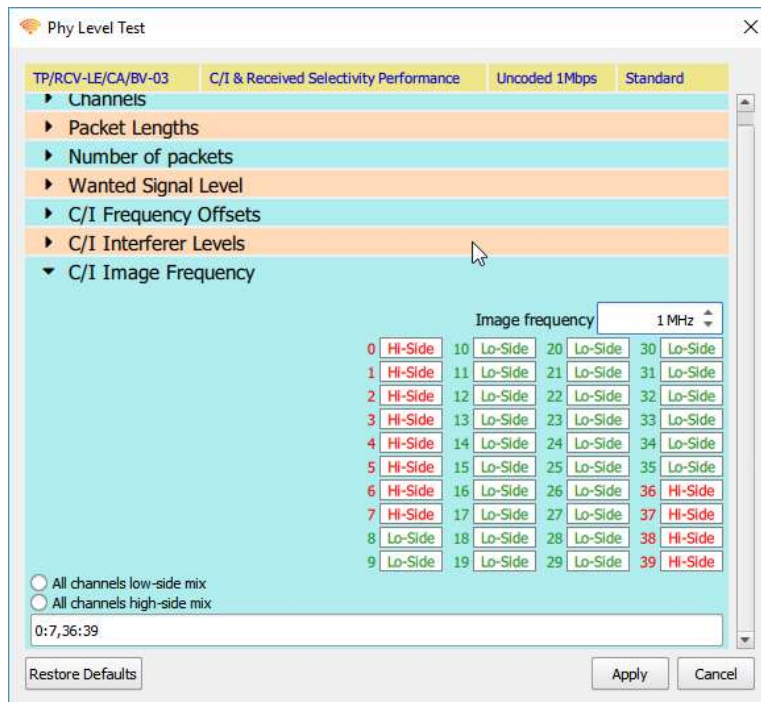 Phy Level Test
TP/RCV-LE/CA/BV-03 C/I & Received Selectivity Performance Uncoded 1Mbps Standard
Channels
Packet Lengths
Number of packets
Wanted Signal Level
C/I Frequency Offsets
C/I Interferer Levels
C/I Image Frequency
Image frequency 1 MHz
0 Hi-Side 10 Lo-Side 20 Lo-Side 30 Lo-Side
1 Hi-Side 11 Lo-Side 21 Lo-Side 31 Lo-Side
2 Hi-Side 12 Lo-Side 22 Lo-Side 32 Lo-Side
3 Hi-Side 13 Lo-Side 23 Lo-Side 33 Lo-Side
4 Hi-Side 14 Lo-Side 24 Lo-Side 34 Lo-Side
5 Hi-Side 15 Lo-Side 25 Lo-Side 35 Lo-Side
6 Hi-Side 16 Lo-Side 26 Lo-Side 36 Hi-Side
7 Hi-Side 17 Lo-Side 27 Lo-Side 37 Hi-Side
8 Lo-Side 18 Lo-Side 28 Lo-Side 38 Hi-Side
9 Lo-Side 19 Lo-Side 29 Lo-Side 39 Hi-Side
All channels low-side mix
All channels high-side mix
0:7,36:39
Restore Defaults Apply Cancel